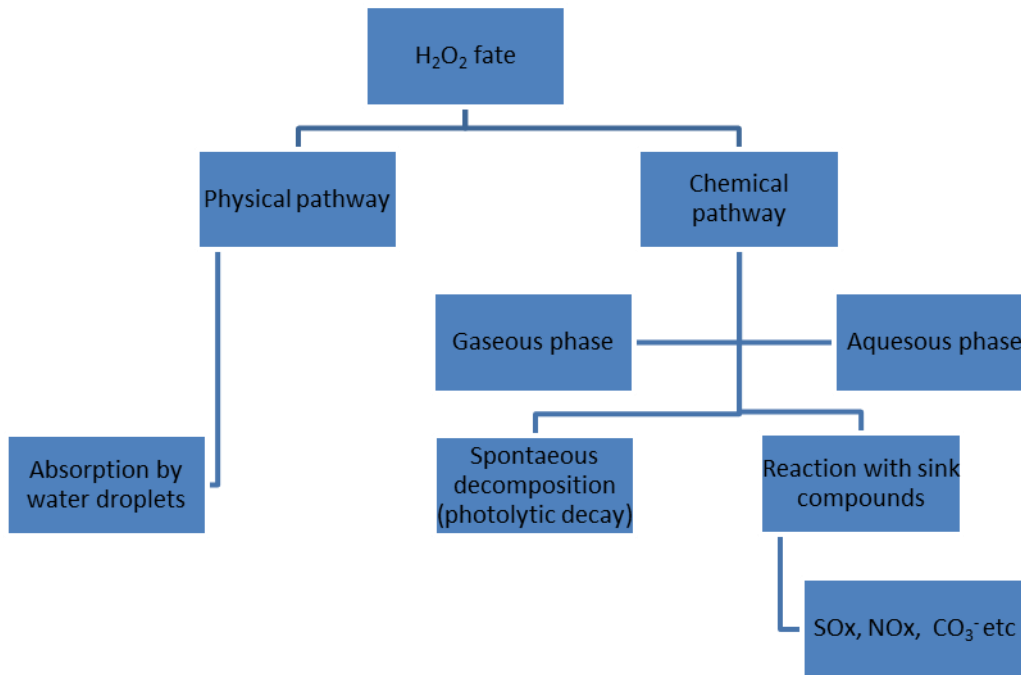 H₂O₂ fate
Physical pathway
Chemical
pathway
Gaseous phase
Aquesous phase
Absorption by
water droplets
Spontaeous
decomposition
(photolytic decay)
Reaction with sink
compounds
SOx, NOx, CO₃⁻ etc